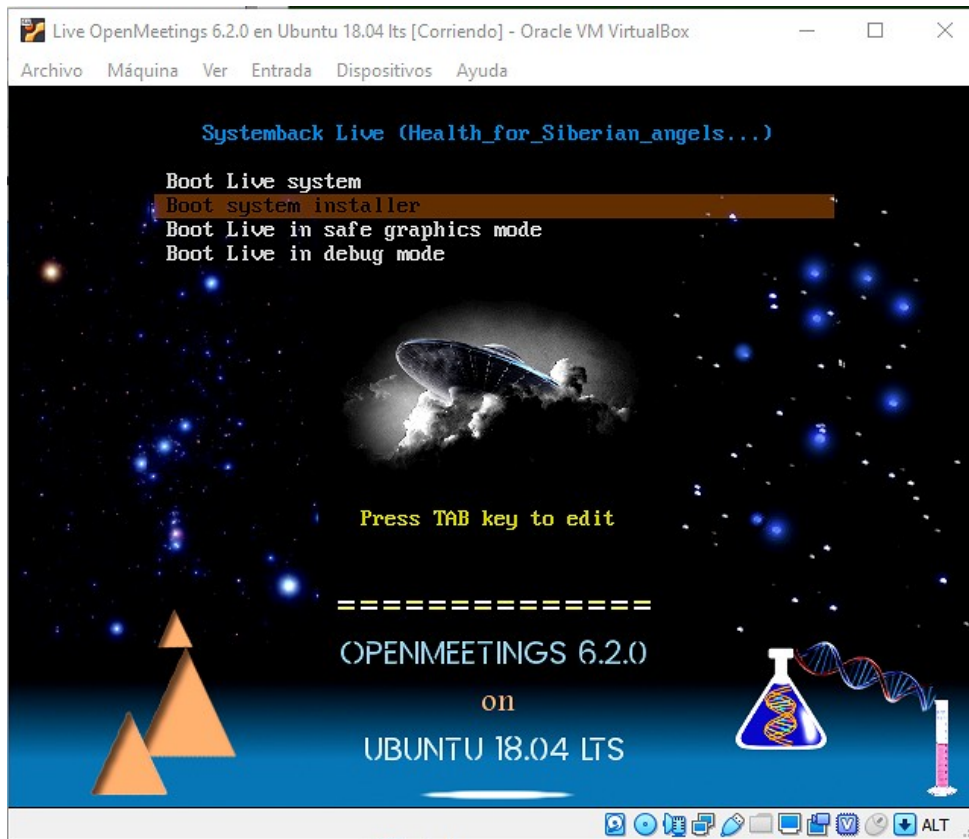 Live OpenMeetings 6.2.0 en Ubuntu 18.04 lts [Corriendo] - Oracle VM VirtualBox
Archivo Máquina Ver Entrada Dispositivos Ayuda
Systemback Live (Health_for_Siberian_angels...)
Boot Live system
Boot system installer
Boot Live in safe graphics mode
Boot Live in debug mode
Press TAB key to edit
==============
OPENMEETINGS 6.2.0
on
UBUNTU 18.04 LTS
ALT